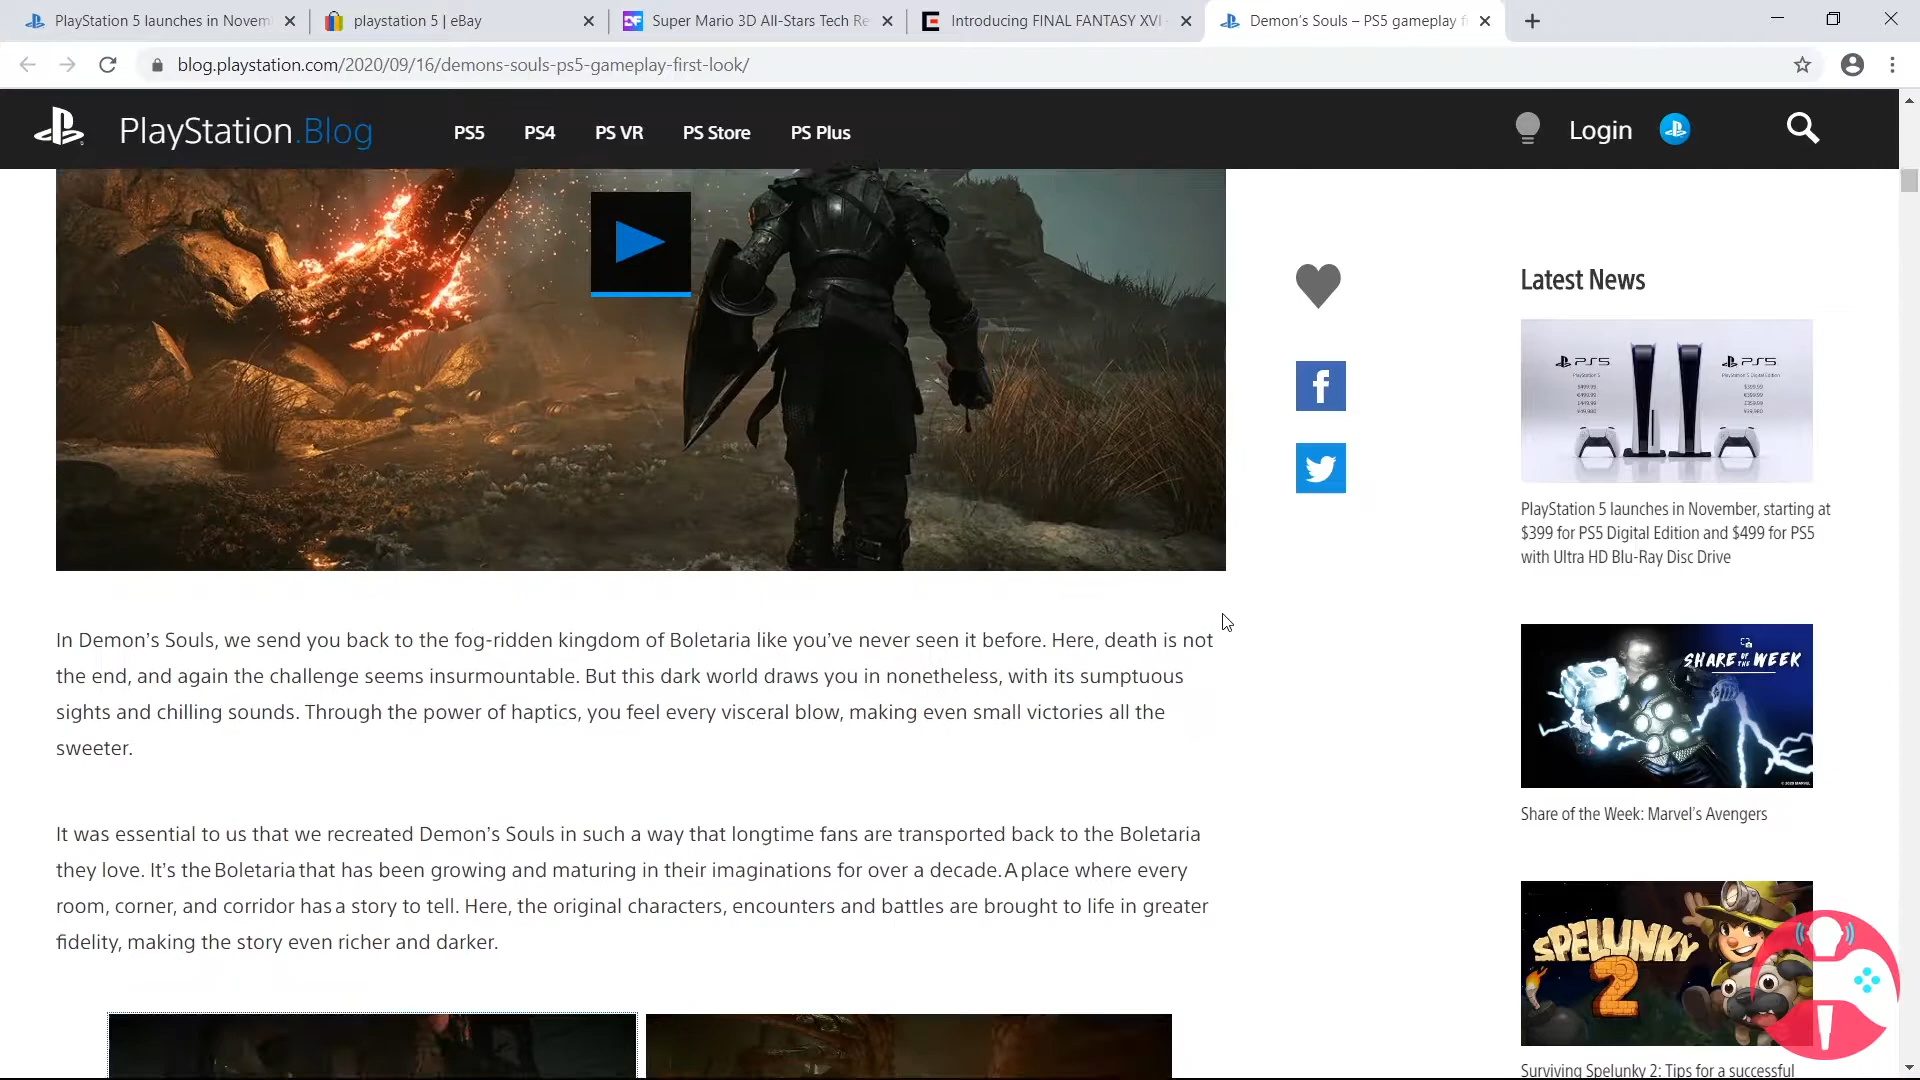 PlayStation 5 launches in Novem
playstation 5 | eBay
Super Mario 3D All-Stars Tech Re
Introducing FINAL FANTASY XVI
Demon's Souls – PS5 gameplay f
blog.playstation.com/2020/09/16/demons-souls-ps5-gameplay-first-look/
PlayStation.Blog
PS5
PS4
PS VR
PS Store
PS Plus
Login
In Demon's Souls, we send you back to the fog-ridden kingdom of Boletaria like you've never seen it before. Here, death is not
the end, and again the challenge seems insurmountable. But this dark world draws you in nonetheless, with its sumptuous
sights and chilling sounds. Through the power of haptics, you feel every visceral blow, making even small victories all the
sweeter.
It was essential to us that we recreated Demon's Souls in such a way that longtime fans are transported back to the Boletaria
they love. It's the Boletaria that has been growing and maturing in their imaginations for over a decade. A place where every
room, corner, and corridor has a story to tell. Here, the original characters, encounters and battles are brought to life in greater
fidelity, making the story even richer and darker.
Latest News
PS5
PS5
PlayStation 5 launches in November, starting at
$399 for PS5 Digital Edition and $499 for PS5
with Ultra HD Blu-Ray Disc Drive
SHARE OF THE WEEK
Share of the Week: Marvel's Avengers
SPELUNKY
2
Surviving Spelunky 2: Tips for a successful